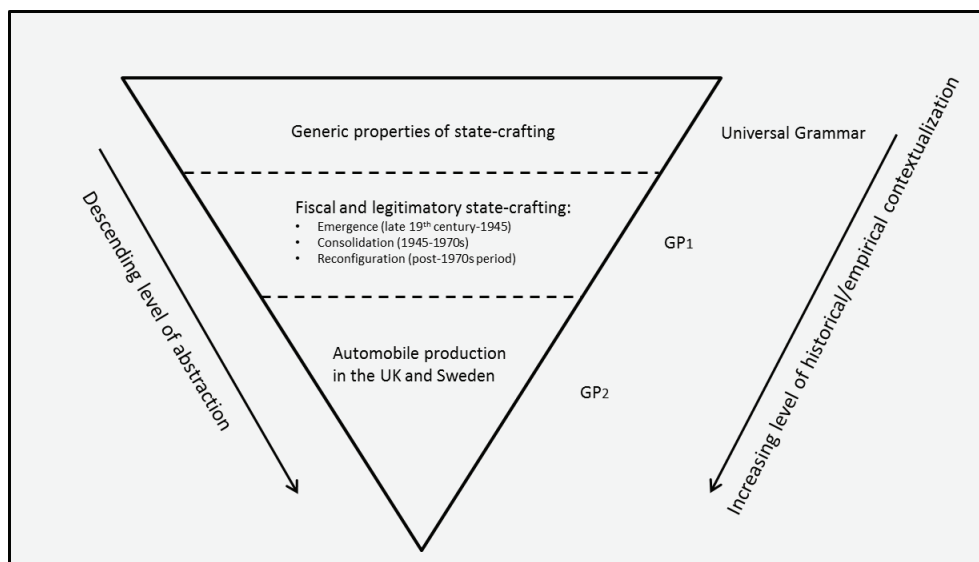 Generic properties of state-crafting
Universal Grammar
Fiscal and legitimatory state-crafting:
• Emergence (late 19th century-1945)
• Consolidation (1945-1970s)
• Reconfiguration (post-1970s period)
GP1
Automobile production
in the UK and Sweden
GP2
Descending level of abstraction
Increasing level of historical/empirical contextualization